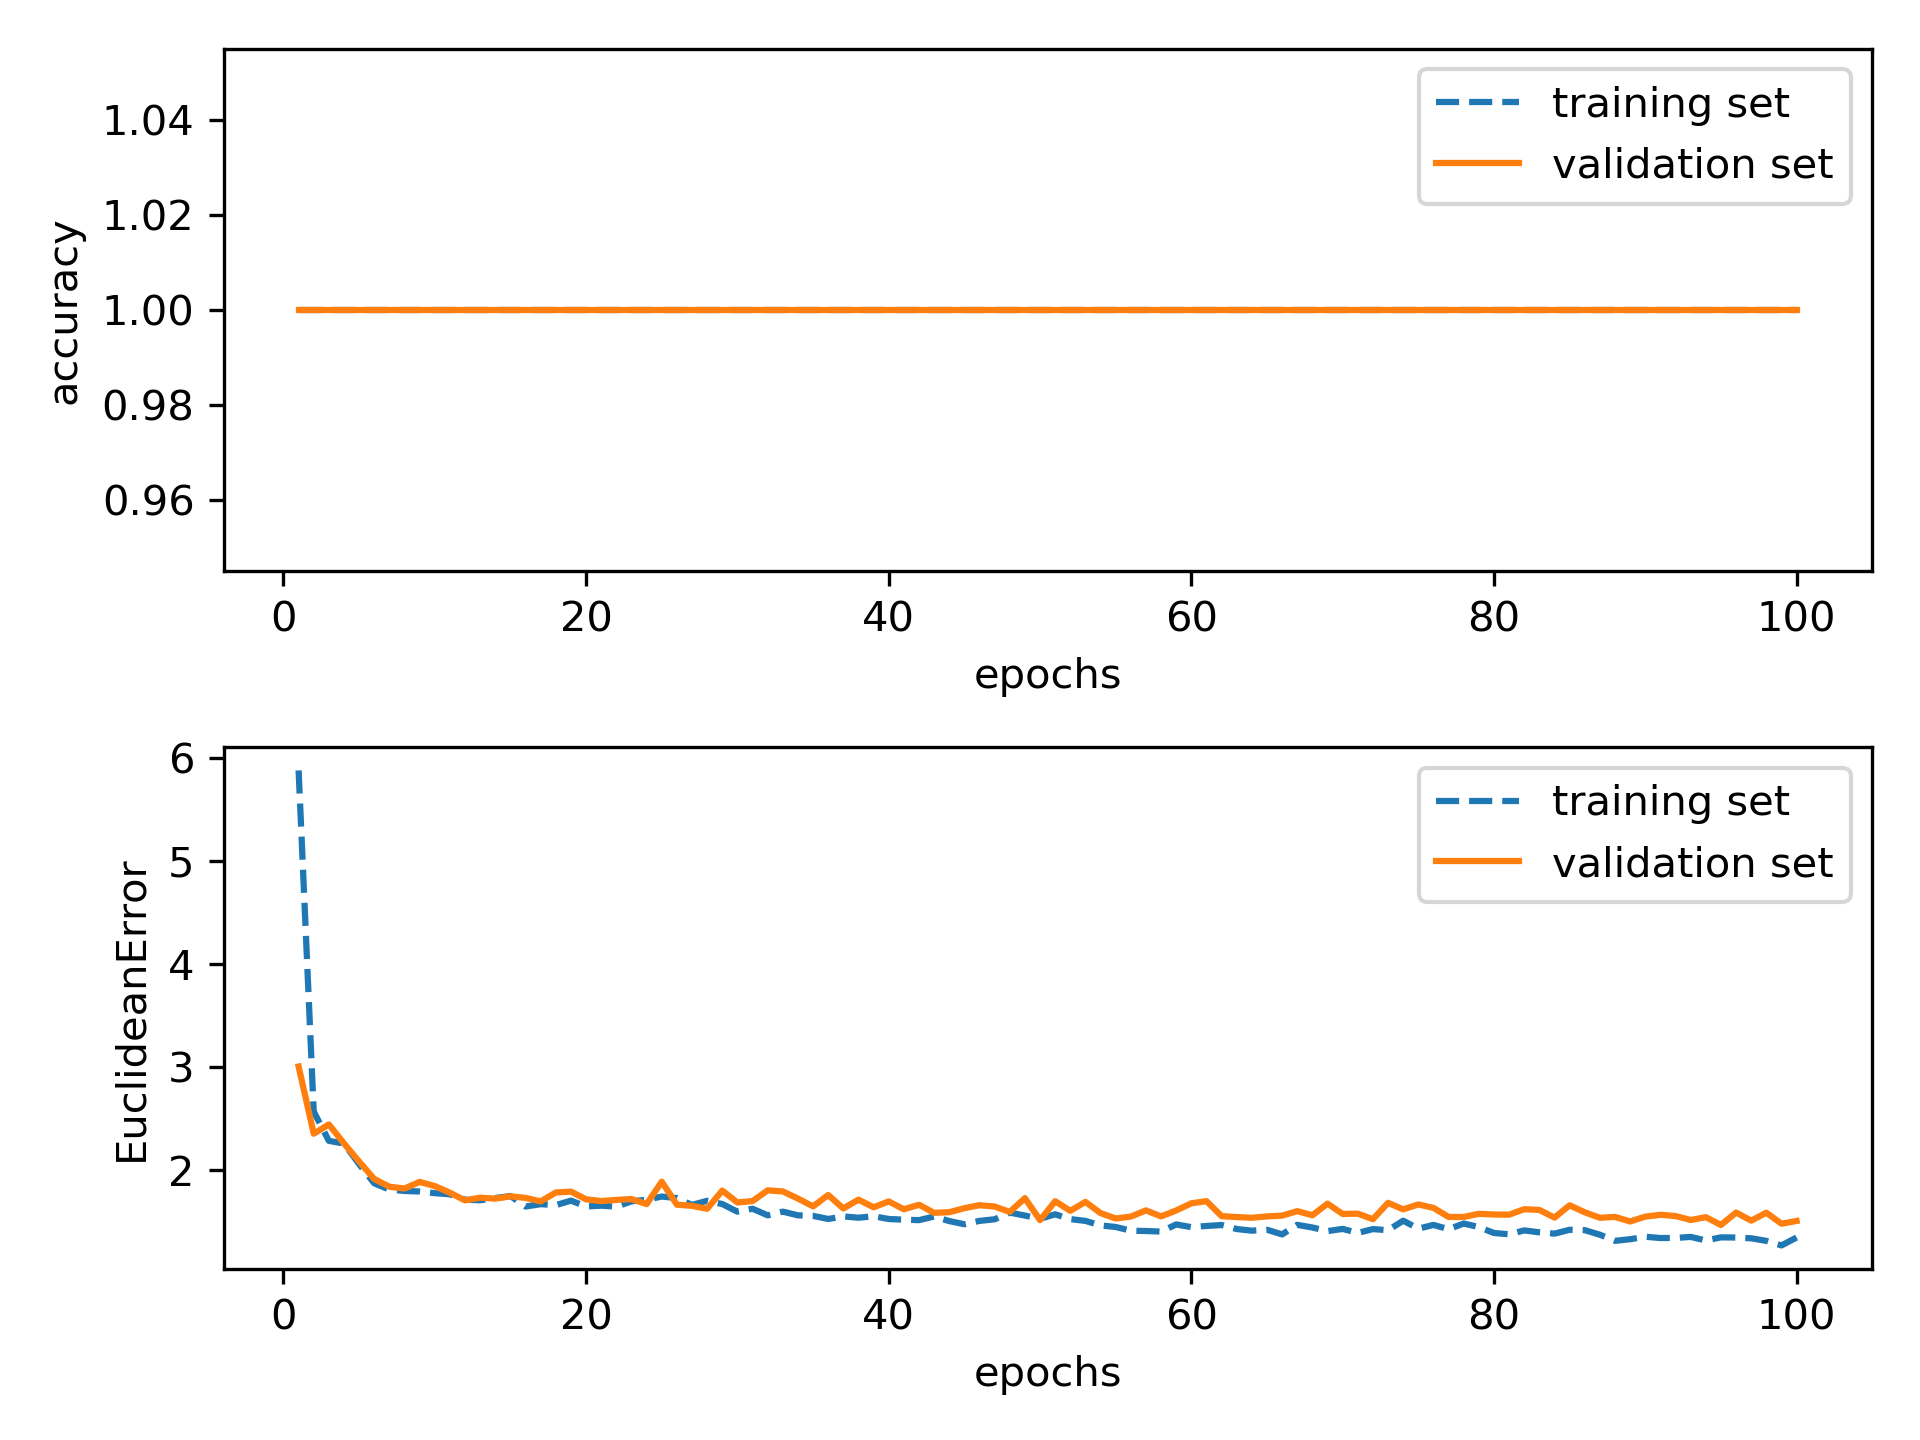 1.04
1.02
1.00
0.98
0.96
accuracy
training set
validation set
0 20 40 60 80 100
epochs
6
5
4
3
2
EuclideanError
training set
validation set
0 20 40 60 80 100
epochs